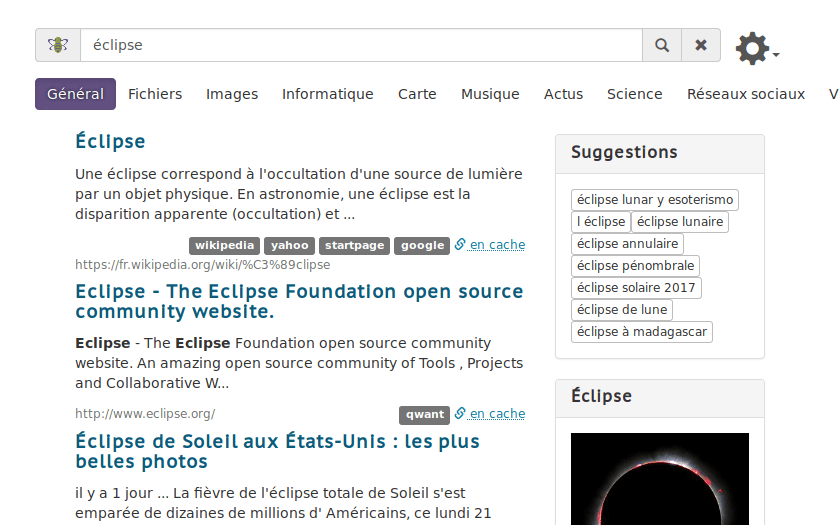 éclipse
Général Fichiers Images Informatique Carte Musique Actus Science Réseaux sociaux V
Éclipse
Une éclipse correspond à l'occultation d'une source de lumière
par un objet physique. En astronomie, une éclipse est la
disparition apparente (occultation) et ...
wikipedia yahoo startpage google en cache
https://fr.wikipedia.org/wiki/%C3%89clipse
Eclipse - The Eclipse Foundation open source
community website.
Eclipse - The Eclipse Foundation open source community
website. An amazing open source community of Tools , Projects
and Collaborative W...
http://www.eclipse.org/ qwant en cache
Éclipse de Soleil aux États-Unis : les plus
belles photos
il y a 1 jour ... La fièvre de l'éclipse totale de Soleil s'est
emparée de dizaines de millions d' Américains, ce lundi 21
Suggestions
éclipse lunar y esoterismo
l éclipse éclipse lunaire
éclipse annulaire
éclipse pénombrale
éclipse solaire 2017
éclipse de lune
éclipse à madagascar
Éclipse